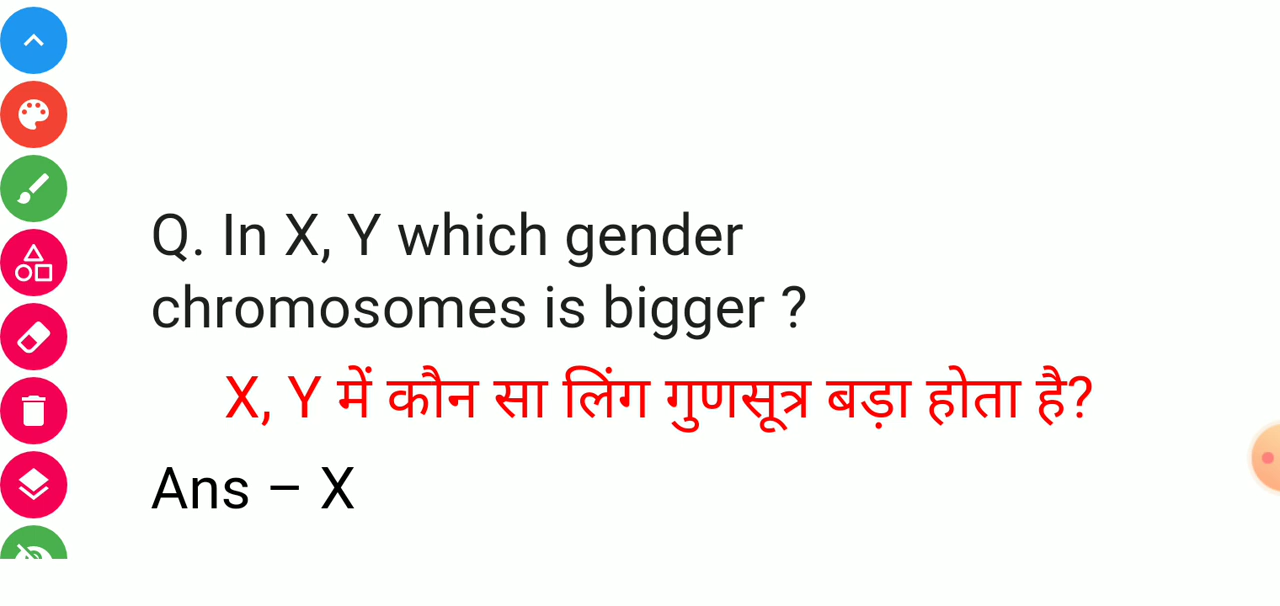 Q. In X, Y which gender
chromosomes is bigger ?
X, Y में कौन सा लिंग गुणसूत्र बड़ा होता है?
Ans – X